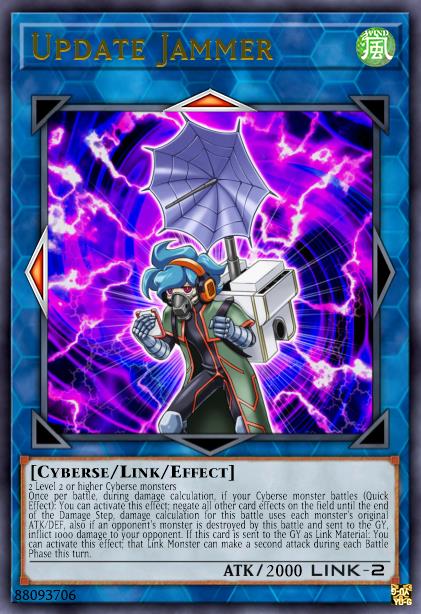 UPDATE JAMMER
WIND
風
[CYBERSE/LINK/EFFECT]
2 Level 2 or higher Cyberse monsters
Once per battle, during damage calculation, if your Cyberse monster battles (Quick
Effect): You can activate this effect; negate all other card effects on the field until the end
of the Damage Step, damage calculation for this battle uses each monster's original
ATK/DEF, also if an opponent's monster is destroyed by this battle and sent to the GY,
inflict 1000 damage to your opponent. If this card is sent to the GY as Link Material: You
can activate this effect; that Link Monster can make a second attack during each Battle
Phase this turn.
ATK/2000 LINK-2
88093706